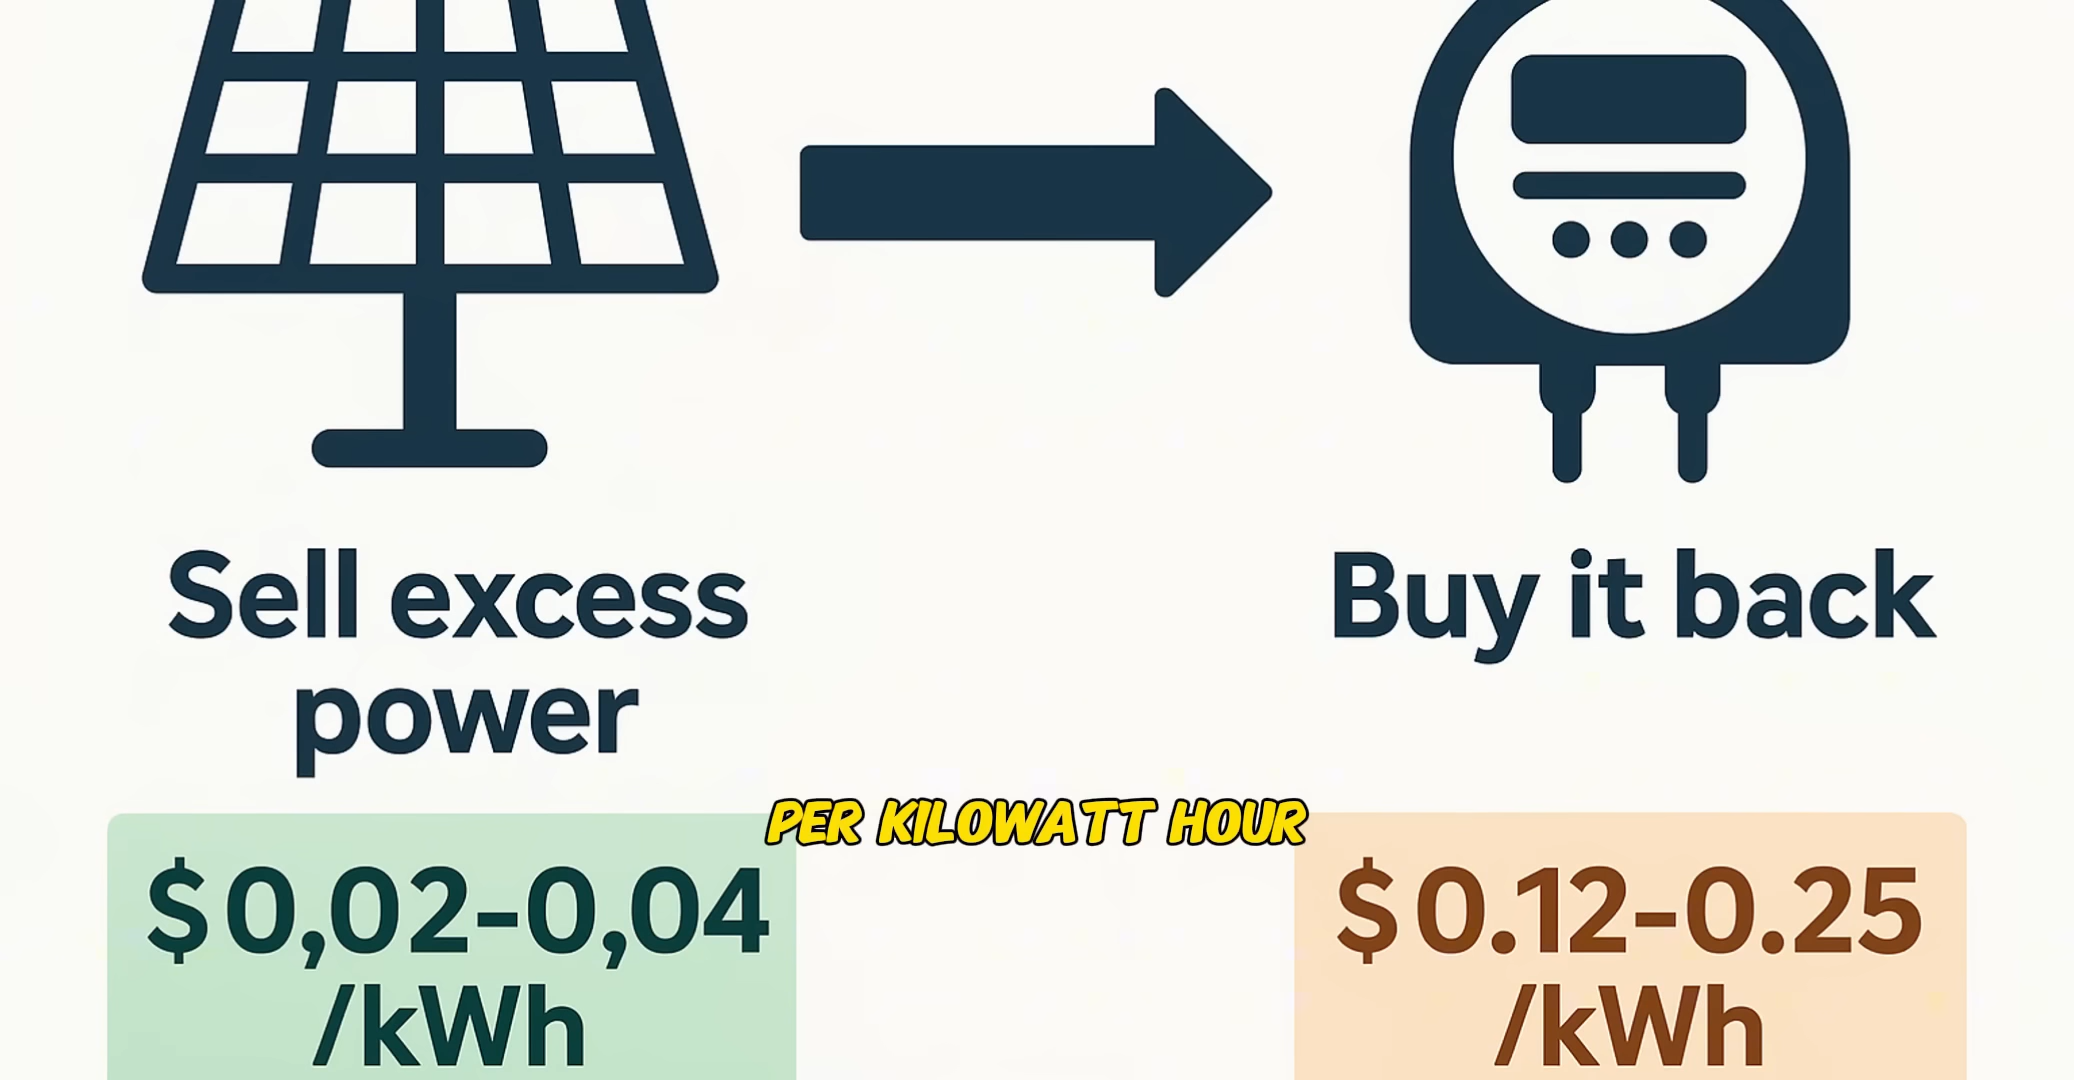 Sell excess
power
Buy it back
PER KILOWATT HOUR
$0,02-0,04
/kWh
$0.12-0.25
/kWh